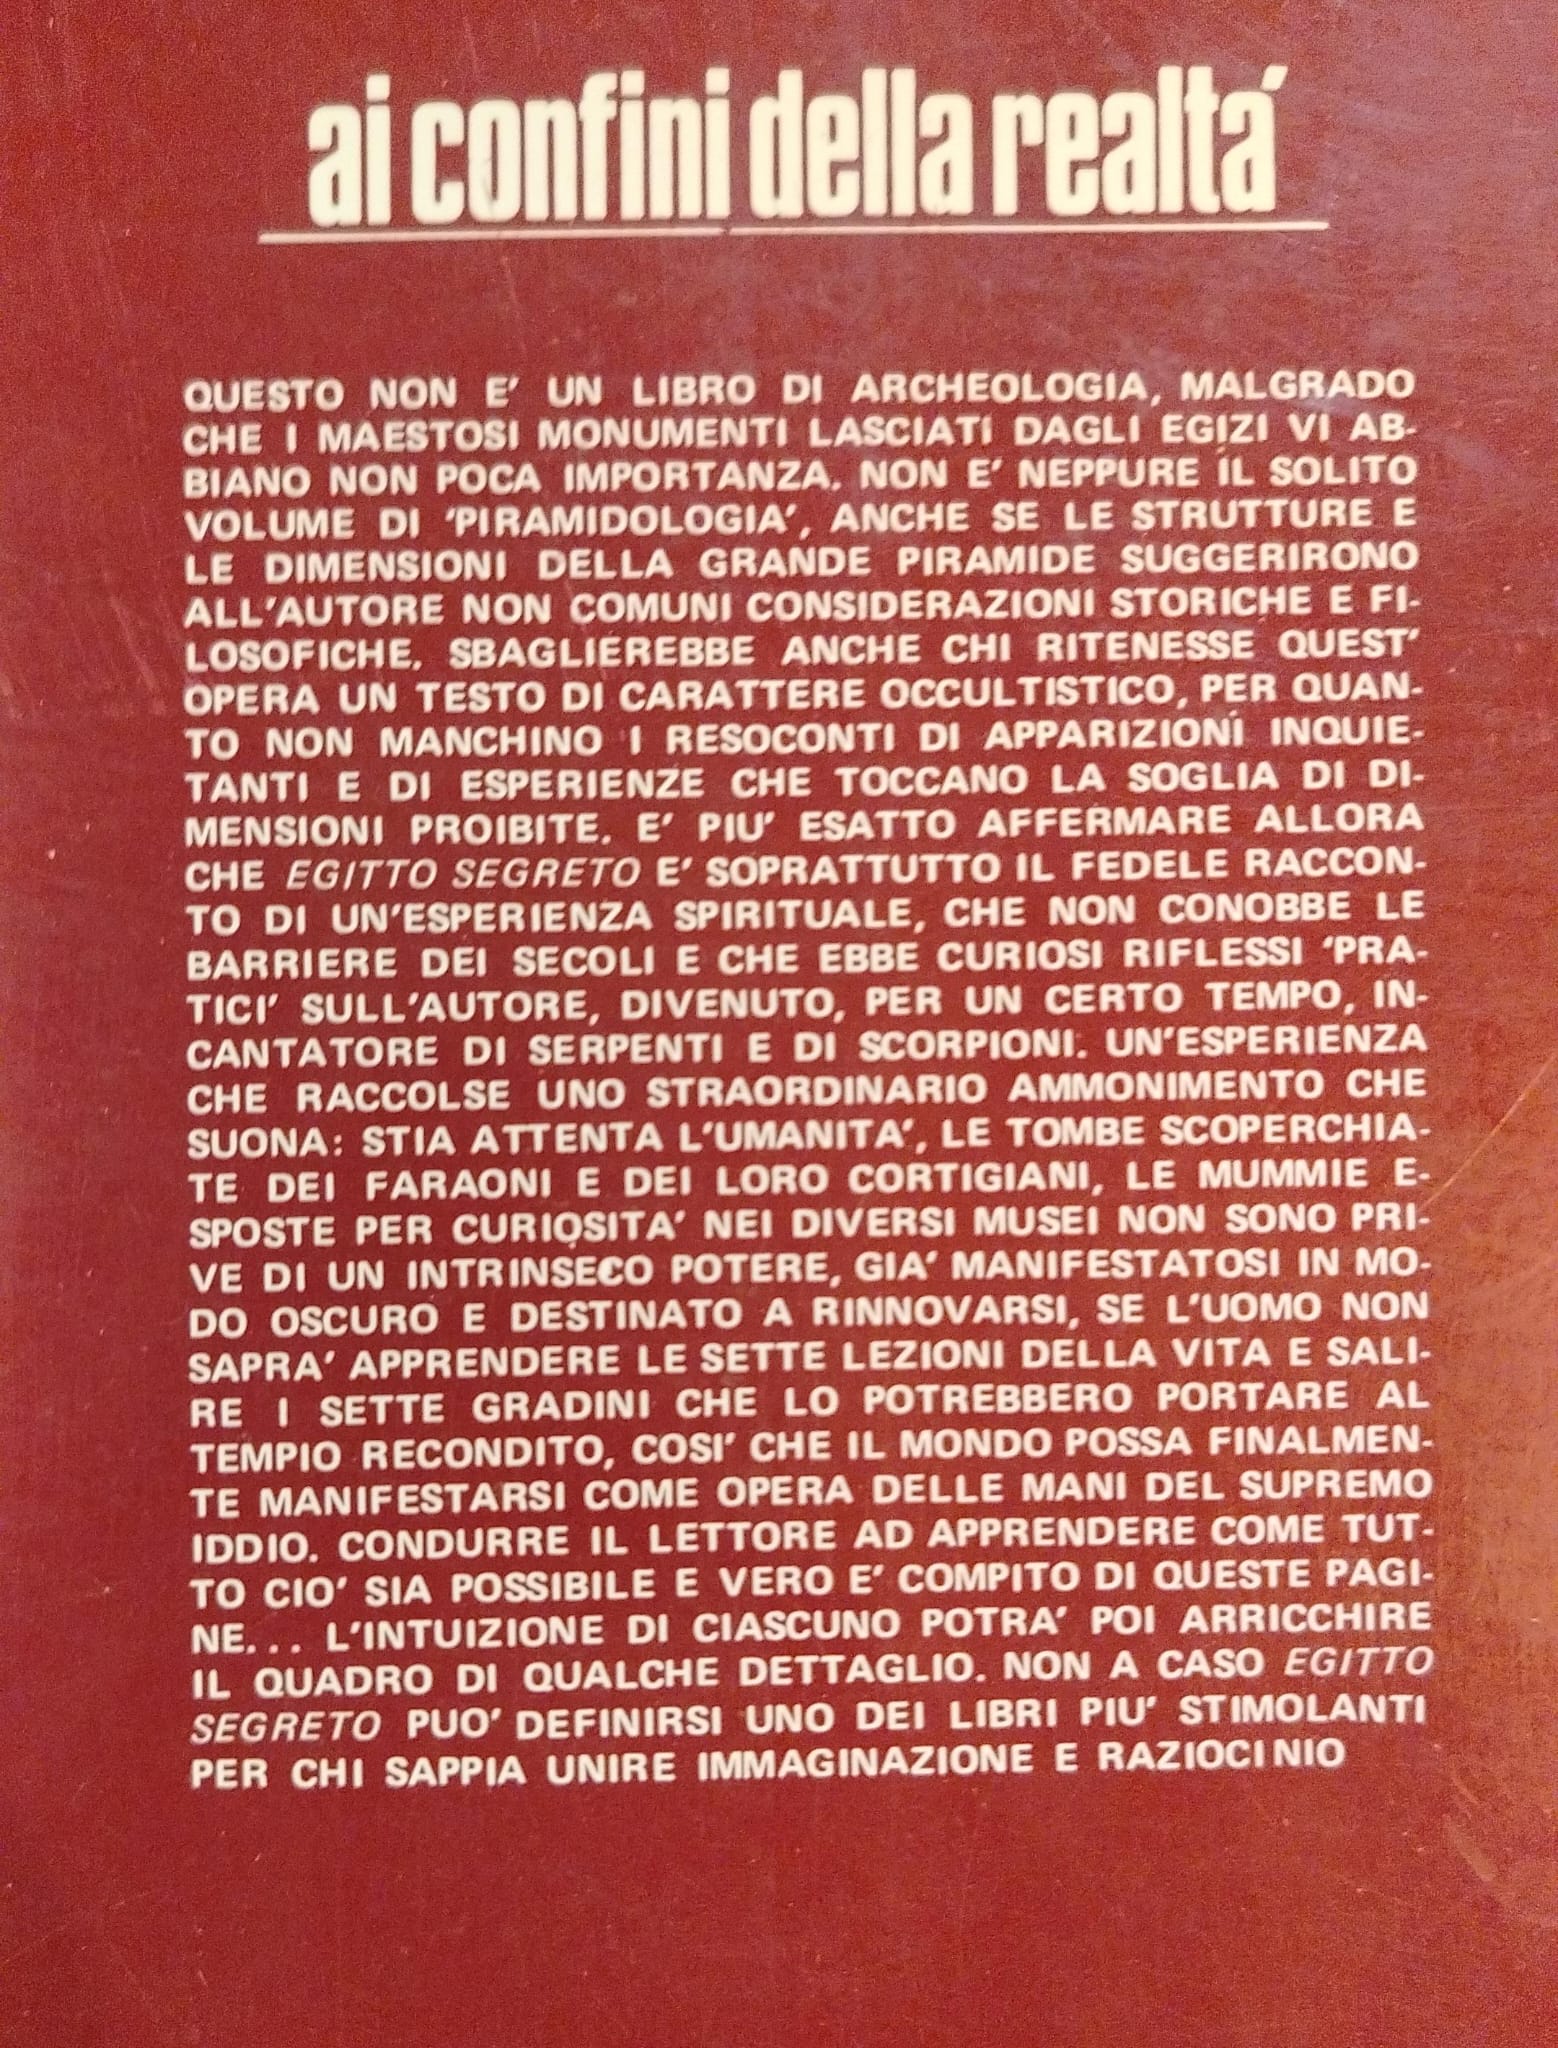 ai confini della realtá
QUESTO NON E' UN LIBRO DI ARCHEOLOGIA, MALGRADO
CHE I MAESTOSI MONUMENTI LASCIATI DAGLI EGIZI VI AB-
BIANO NON POCA IMPORTANZA. NON E' NEPPURE IL SOLITO
VOLUME DI 'PIRAMIDOLOGIA', ANCHE SE LE STRUTTURE E
LE DIMENSIONI DELLA GRANDE PIRAMIDE SUGGERIRONO
ALL'AUTORE NON COMUNI CONSIDERAZIONI STORICHE E FI-
LOSOFICHE. SBAGLIEREBBE ANCHE CHI RITENESSE QUEST'
OPERA UN TESTO DI CARATTERE OCCULTISTICO, PER QUAN-
TO NON MANCHINO I RESOCONTI DI APPARIZIONI INQUIE-
TANTI E DI ESPERIENZE CHE TOCCANO LA SOGLIA DI DI-
MENSIONI PROIBITE. E' PIU' ESATTO AFFERMARE ALLORA
CHE EGITTO SEGRETO E' SOPRATTUTTO IL FEDELE RACCON-
TO DI UN'ESPERIENZA SPIRITUALE, CHE NON CONOBBE LE
BARRIERE DEI SECOLI E CHE EBBE CURIOSI RIFLESSI 'PRA-
TICI' SULL'AUTORE, DIVENUTO, PER UN CERTO TEMPO, IN-
CANTATORE DI SERPENTI E DI SCORPIONI. UN'ESPERIENZA
CHE RACCOLSE UNO STRAORDINARIO AMMONIMENTO CHE
SUONA: STIA ATTENTA L'UMANITA', LE TOMBE SCOPERCHIA-
TE DEI FARAONI E DEI LORO CORTIGIANI, LE MUMMIE E-
SPOSTE PER CURIOSITA' NEI DIVERSI MUSEI NON SONO PRI-
VE DI UN INTRINSECO POTERE, GIA' MANIFESTATOSI IN MO-
DO OSCURO E DESTINATO A RINNOVARSI, SE L'UOMO NON
SAPRA' APPRENDERE LE SETTE LEZIONI DELLA VITA E SALI-
RE I SETTE GRADINI CHE LO POTREBBERO PORTARE AL
TEMPIO RECONDITO, COSI' CHE IL MONDO POSSA FINALMEN-
TE MANIFESTARSI COME OPERA DELLE MANI DEL SUPREMO
IDDIO. CONDURRE IL LETTORE AD APPRENDERE COME TUT-
TO CIO' SIA POSSIBILE E VERO E' COMPITO DI QUESTE PAGI-
NE... L'INTUIZIONE DI CIASCUNO POTRA' POI ARRICCHIRE
IL QUADRO DI QUALCHE DETTAGLIO. NON A CASO EGITTO
SEGRETO PUO' DEFINIRSI UNO DEI LIBRI PIU' STIMOLANTI
PER CHI SAPPIA UNIRE IMMAGINAZIONE E RAZIOCINIO